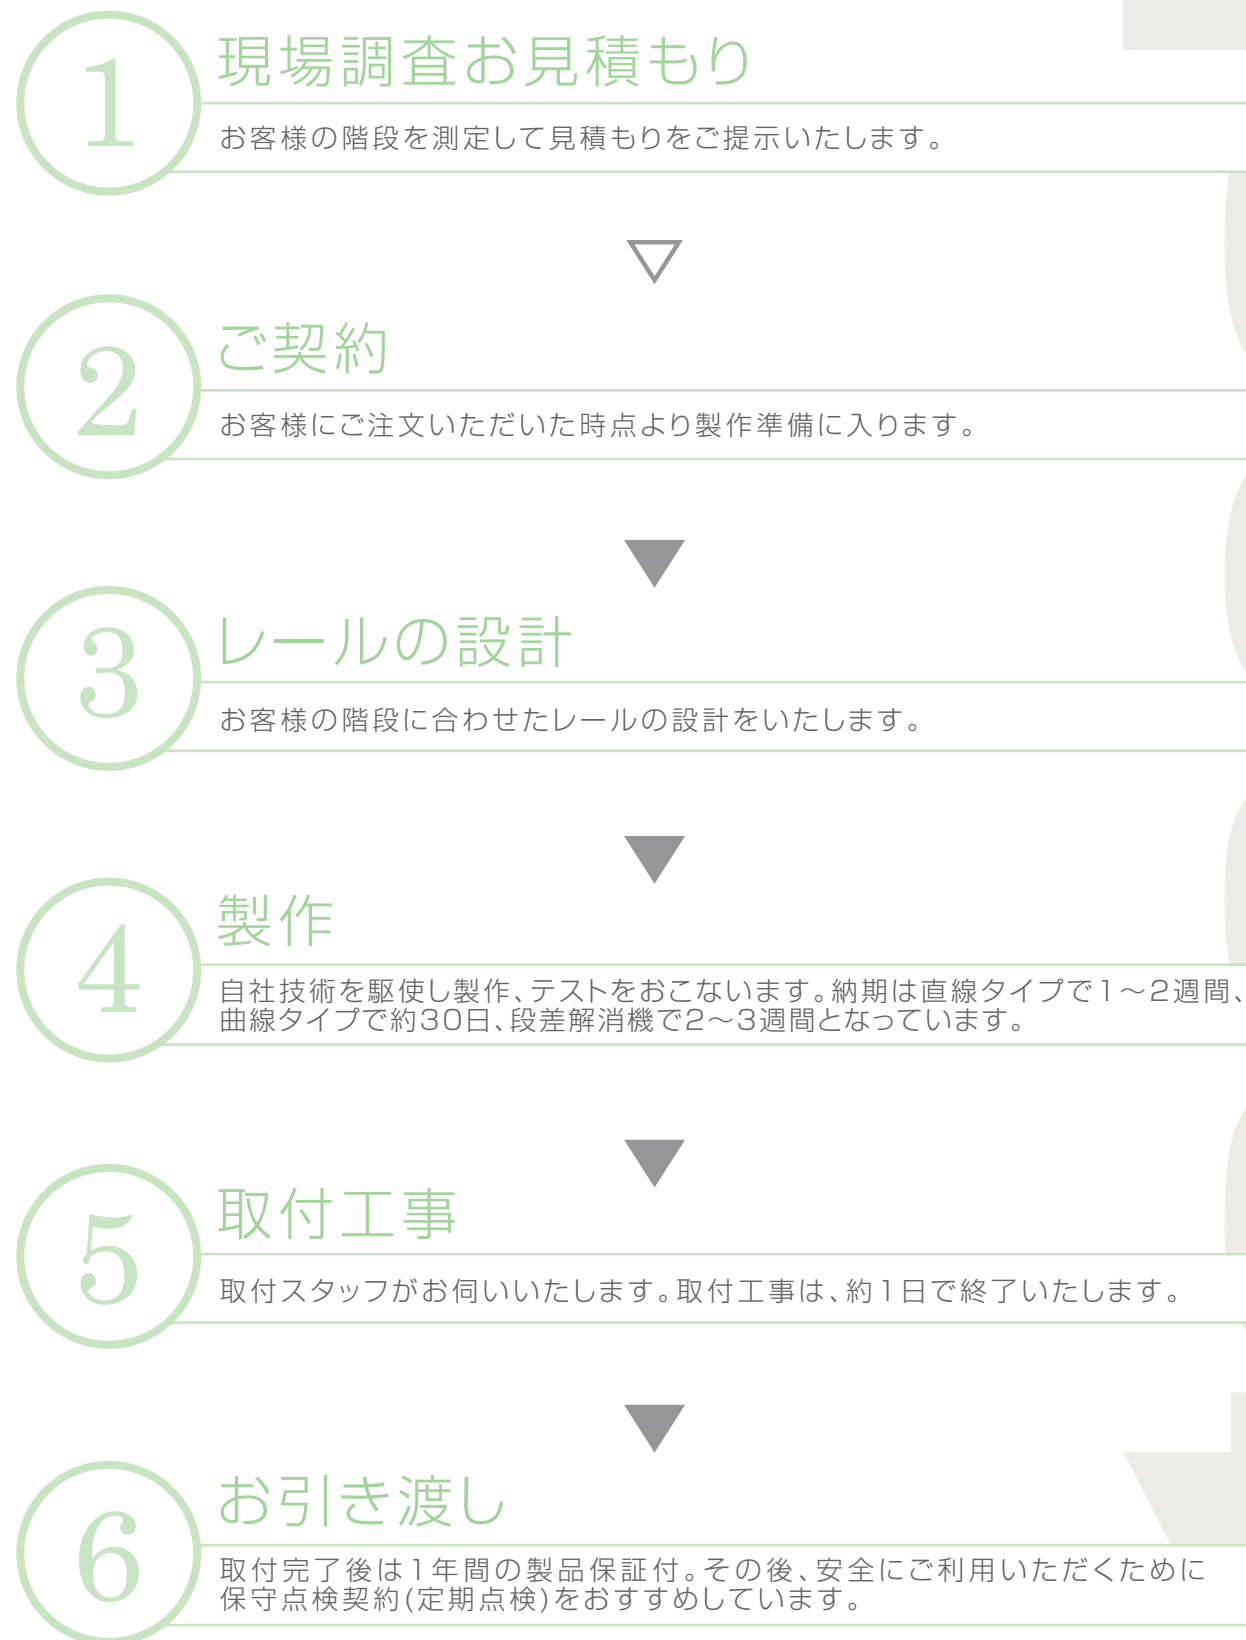 1
現場調査お見積もり
お客様の階段を測定して見積もりをご提示いたします。
2
ご契約
お客様にご注文いただいた時点より製作準備に入ります。
3
レールの設計
お客様の階段に合わせたレールの設計をいたします。
4
製作
自社技術を駆使し製作、テストをおこないます。納期は直線タイプで1〜2週間、
曲線タイプで約30日、段差解消機で2〜3週間となっています。
5
取付工事
取付スタッフがお伺いいたします。取付工事は、約1日で終了いたします。
6
お引き渡し
取付完了後は1年間の製品保証付。その後、安全にご利用いただくために
保守点検契約(定期点検)をおすすめしています。